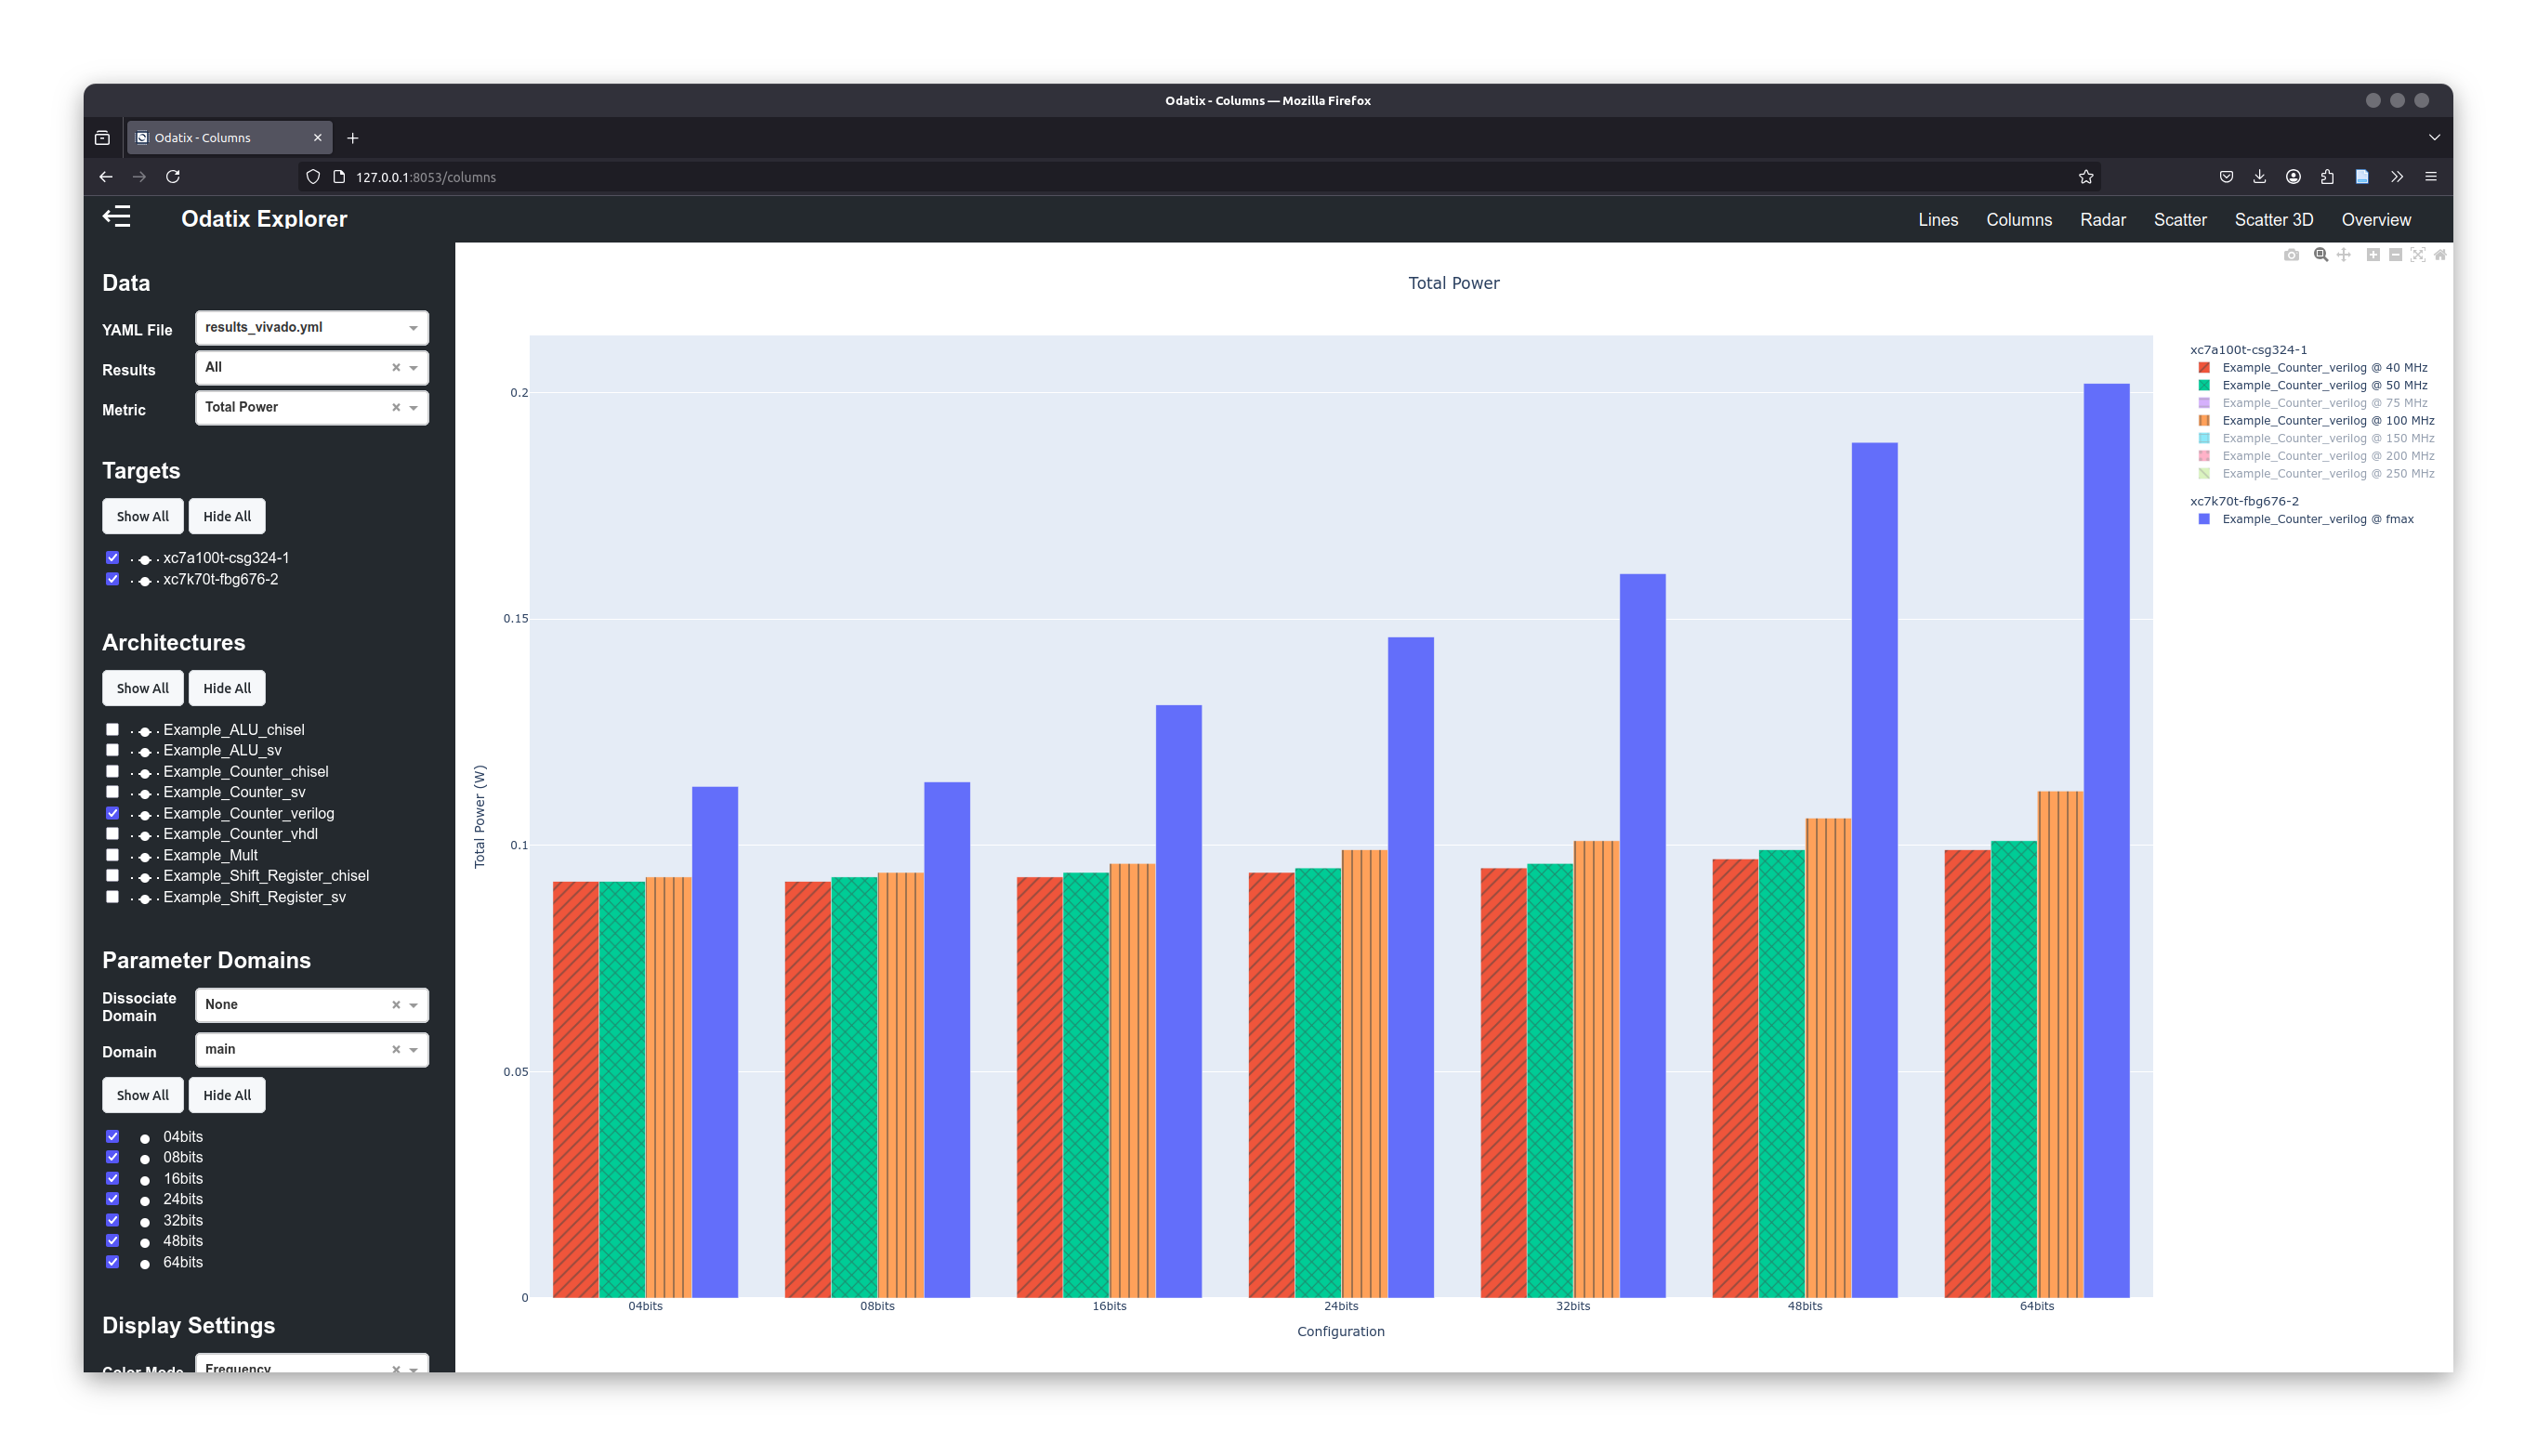 Odatix - Columns — Mozilla Firefox
Odatix - Columns
127.0.0.1:8053/columns
Odatix Explorer
Lines
Columns
Radar
Scatter
Scatter 3D
Overview
Data
YAML File
results_vivado.yml
Results
All
Metric
Total Power
Targets
Show All
Hide All
xc7a100t-csg324-1
xc7k70t-fbg676-2
Architectures
Show All
Hide All
Example_ALU_chisel
Example_ALU_sv
Example_Counter_chisel
Example_Counter_sv
Example_Counter_verilog
Example_Counter_vhdl
Example_Mult
Example_Shift_Register_chisel
Example_Shift_Register_sv
Parameter Domains
Dissociate
Domain
None
Domain
main
Show All
Hide All
04bits
08bits
16bits
24bits
32bits
48bits
64bits
Display Settings
Color Mode
Frequency
Total Power
Total Power (W)
0.2
0.15
0.1
0.05
0
04bits
08bits
16bits
24bits
32bits
48bits
64bits
Configuration
xc7a100t-csg324-1
Example_Counter_verilog @ 40 MHz
Example_Counter_verilog @ 50 MHz
Example_Counter_verilog @ 75 MHz
Example_Counter_verilog @ 100 MHz
Example_Counter_verilog @ 150 MHz
Example_Counter_verilog @ 200 MHz
Example_Counter_verilog @ 250 MHz
xc7k70t-fbg676-2
Example_Counter_verilog @ fmax